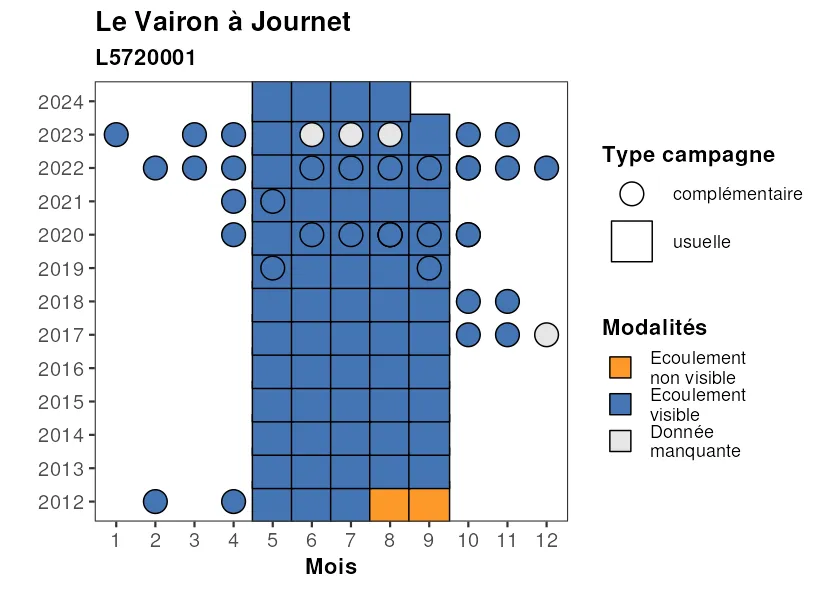 Le Vairon à Journet
L5720001
2024
2023
2022
2021
2020
2019
2018
2017
2016
2015
2014
2013
2012
1 2 3 4 5 6 7 8 9 10 11 12
Mois
Type campagne
complémentaire
usuelle
Modalités
Ecoulement
non visible
Ecoulement
visible
Donnée
manquante